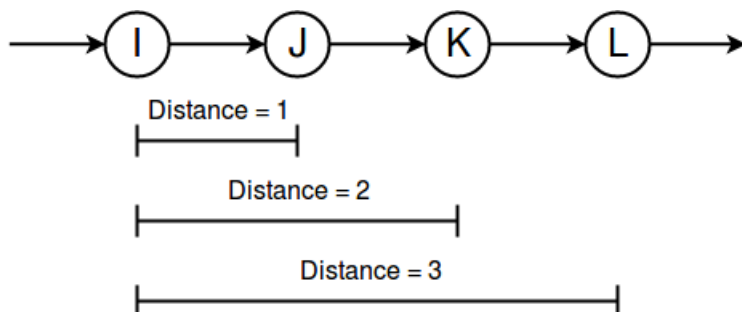 I J K L
Distance = 1
Distance = 2
Distance = 3